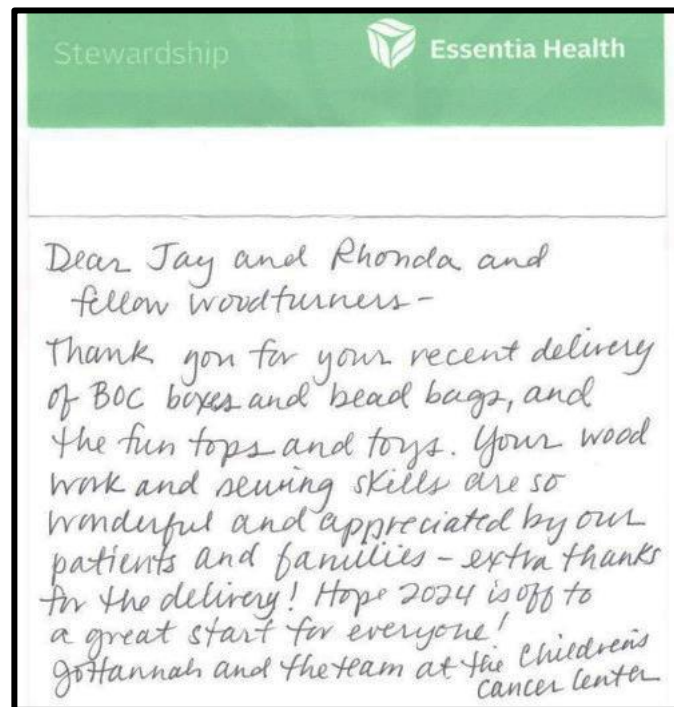 Stewardship
Essentia Health
Dear Jay and Rhonda and
fellow woodturners-
Thank you for your recent delivery
of BOC boxes and bead bags, and
the fun tops and toys. Your wood
work and sewing skills are so
wonderful and appreciated by our
patients and families - extra thanks
for the delivery! Hope 2024 is off to
a great start for everyone!
JoHannah and the team at the Children's
Cancer Center